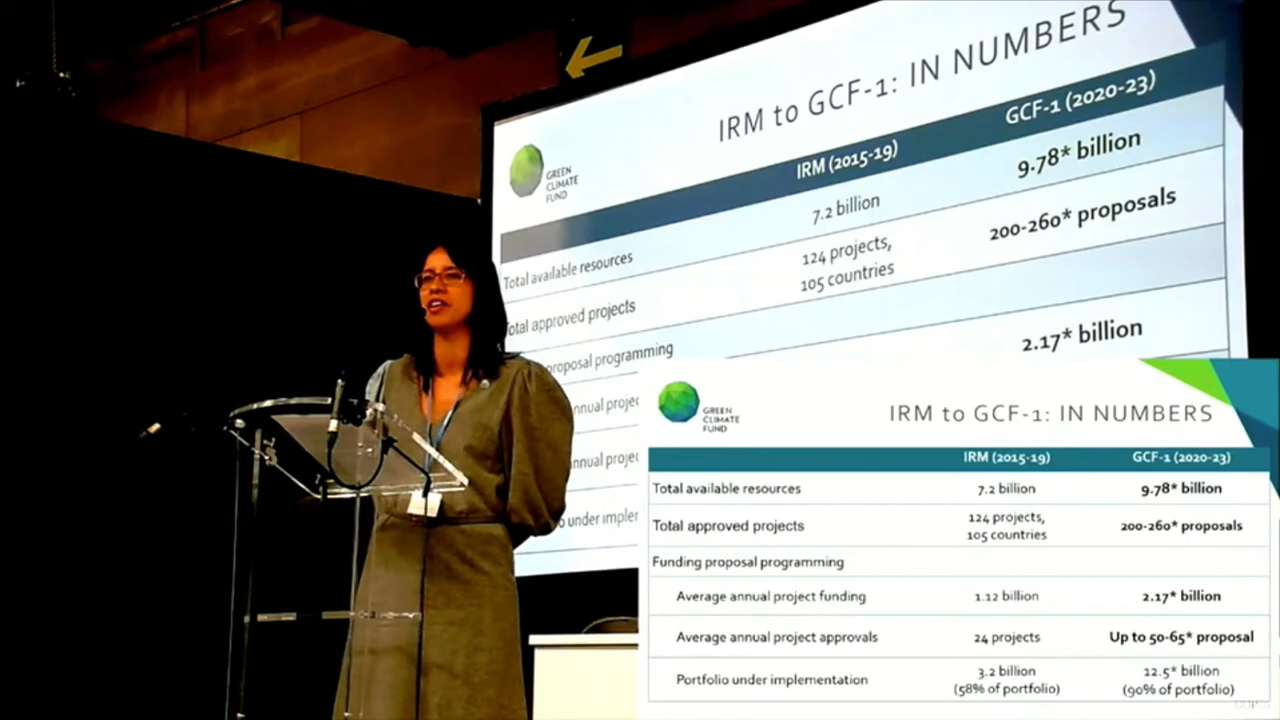 IRM to GCF-1: IN NUMBERS
GREEN
CLIMATE
FUND
IRM (2015-19) GCF-1 (2020-23)
Total available resources 7.2 billion 9.78* billion
Total approved projects 124 projects,
105 countries 200-260* proposals
proposal programming
2.17* billion
nnual projec
nnual projec
under impler
GREEN
CLIMATE
FUND
IRM to GCF-1: IN NUMBERS
IRM (2015-19) GCF-1 (2020-23)
Total available resources 7.2 billion 9.78* billion
Total approved projects 124 projects,
105 countries 200-260* proposals
Funding proposal programming
Average annual project funding 1.12 billion 2.17* billion
Average annual project approvals 24 projects Up to 50-65* proposal
Portfolio under implementation 3.2 billion 12.5* billion
(58% of portfolio) (90% of portfolio)